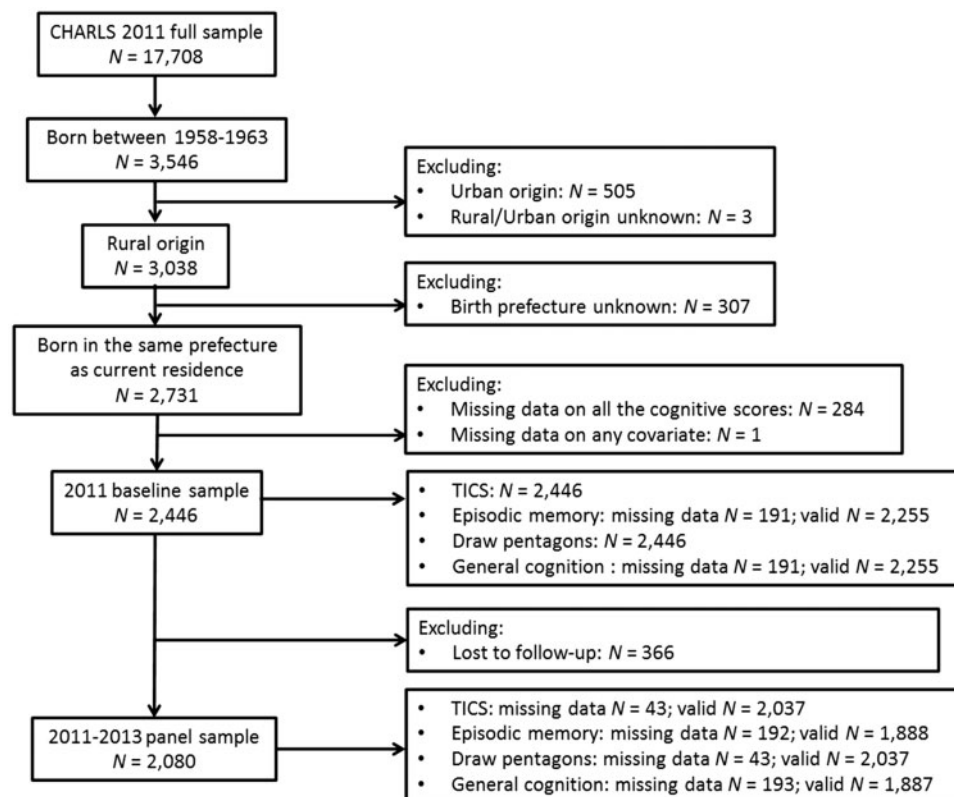 CHARLS 2011 full sample
N = 17,708
Born between 1958-1963
N = 3,546
Excluding:
• Urban origin: N = 505
• Rural/Urban origin unknown: N = 3
Rural origin
N = 3,038
Excluding:
• Birth prefecture unknown: N = 307
Born in the same prefecture
as current residence
N = 2,731
Excluding:
• Missing data on all the cognitive scores: N = 284
• Missing data on any covariate: N = 1
2011 baseline sample
N = 2,446
• TICS: N = 2,446
• Episodic memory: missing data N = 191; valid N = 2,255
• Draw pentagons: N = 2,446
• General cognition : missing data N = 191; valid N = 2,255
Excluding:
• Lost to follow-up: N = 366
2011-2013 panel sample
N = 2,080
• TICS: missing data N = 43; valid N = 2,037
• Episodic memory: missing data N = 192; valid N = 1,888
• Draw pentagons: missing data N = 43; valid N = 2,037
• General cognition: missing data N = 193; valid N = 1,887